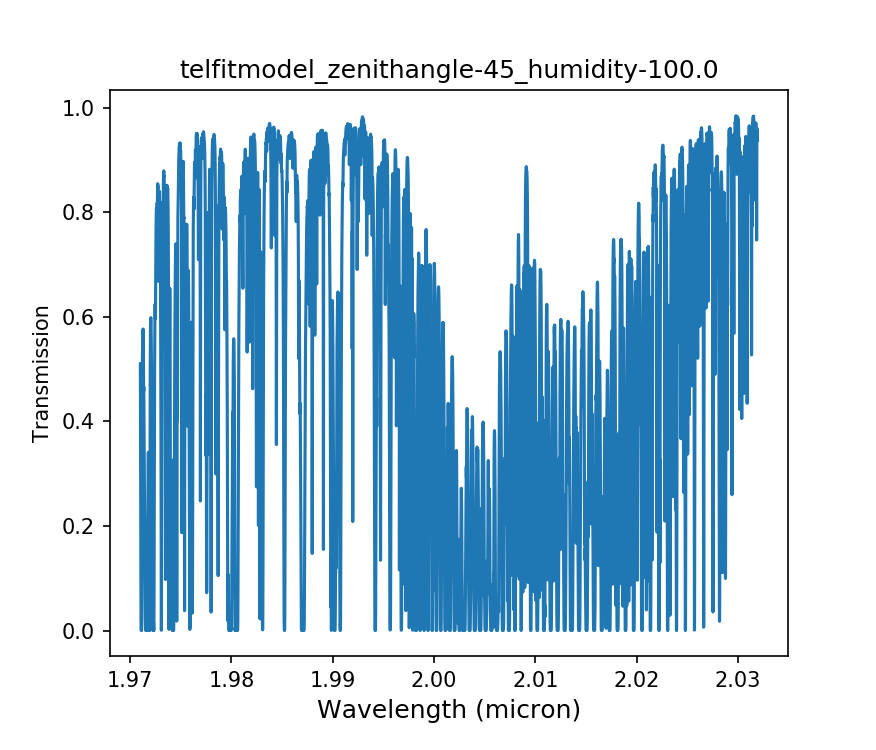 telfitmodel_zenithangle-45_humidity-100.0
1.0
0.8
0.6
0.4
0.2
0.0
Transmission
1.97 1.98 1.99 2.00 2.01 2.02 2.03
Wavelength (micron)